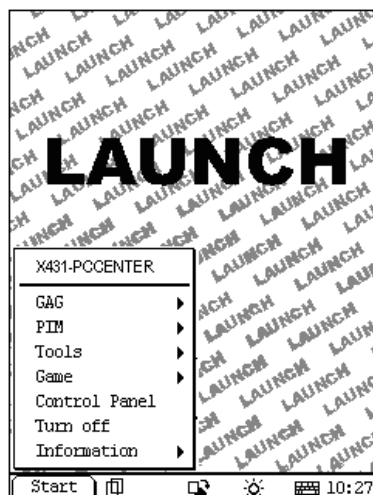 LAUNCH
X431-PCCENTER
GAG
PIM
Tools
Game
Control Panel
Turn off
Information
Start 10:27